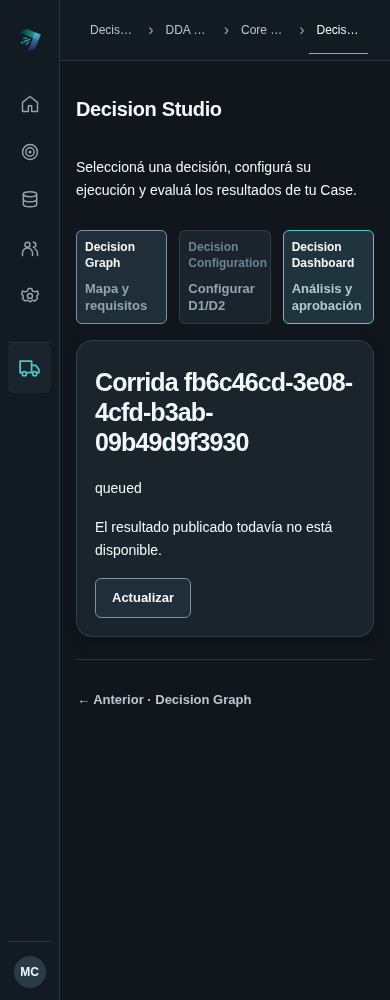 Decis… › DDA … › Core … › Decis…
Decision Studio
Seleccioná una decisión, configurá su
ejecución y evaluá los resultados de tu Case.
Decision
Graph
Mapa y
requisitos
Decision
Configuration
Configurar
D1/D2
Decision
Dashboard
Análisis y
aprobación
Corrida fb6c46cd-3e08-
4cfd-b3ab-
09b49d9f3930
queued
El resultado publicado todavía no está
disponible.
Actualizar
← Anterior · Decision Graph
MC